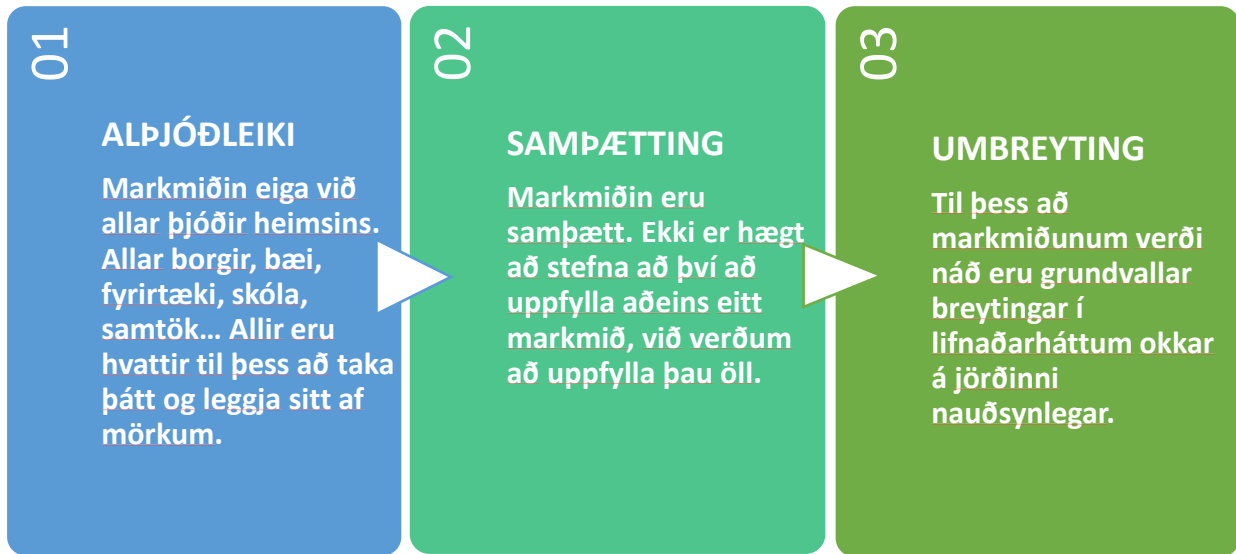 01
ALÞJÓÐLEIKI
Markmiðin eiga við
allar þjóðir heimsins.
Allar borgir, bæi,
fyrirtæki, skóla,
samtök... Allir eru
hvattir til þess að taka
þátt og leggja sitt af
mörkum.
02
SAMÞÆTTING
Markmiðin eru
samþætt. Ekki er hægt
að stefna að því að
uppfylla aðeins eitt
markmið, við verðum
að uppfylla þau öll.
03
UMBREYTING
Til þess að
markmiðunum verði
náð eru grundvallar
breytingar í
lifnaðarháttum okkar
á jörðinni
nauðsynlegar.